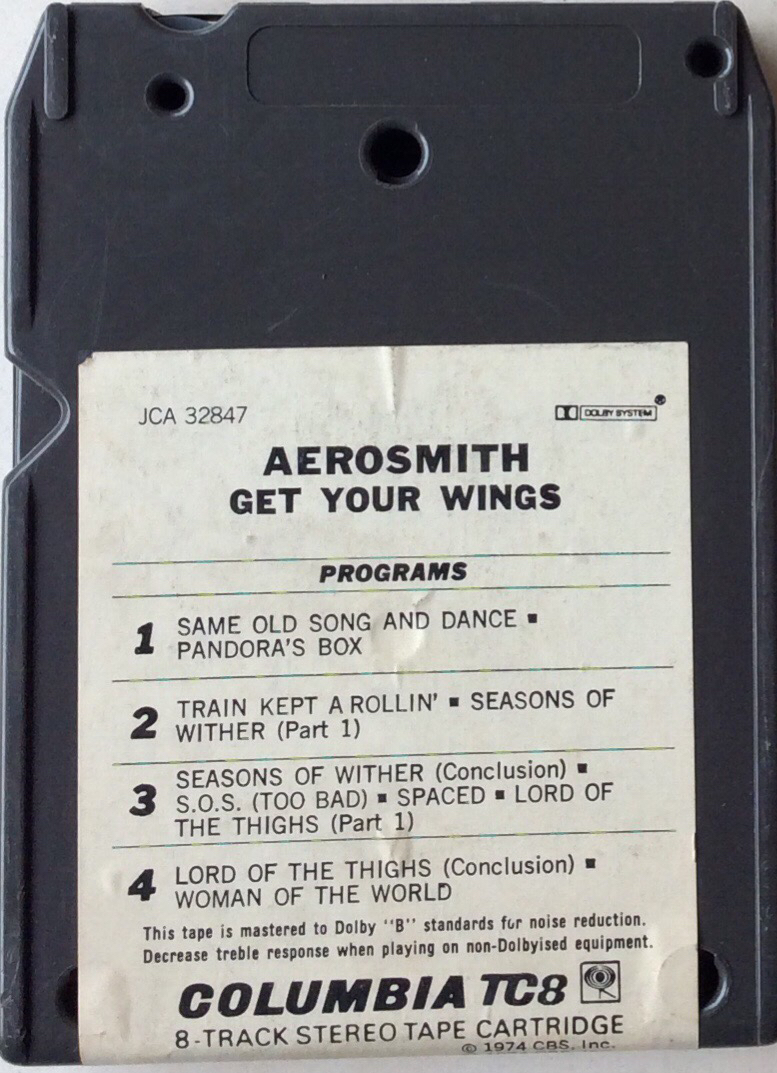 JCA 32847
DOLBY SYSTEM ®
AEROSMITH
GET YOUR WINGS
PROGRAMS
1 SAME OLD SONG AND DANCE ▪
PANDORA'S BOX
2 TRAIN KEPT A ROLLIN' ▪ SEASONS OF
WITHER (Part 1)
3 SEASONS OF WITHER (Conclusion) ▪
S.O.S. (TOO BAD) ▪ SPACED ▪ LORD OF
THE THIGHS (Part 1)
4 LORD OF THE THIGHS (Conclusion) ▪
WOMAN OF THE WORLD
This tape is mastered to Dolby "B" standards for noise reduction.
Decrease treble response when playing on non-Dolbyised equipment.
COLUMBIA TC8
8-TRACK STEREO TAPE CARTRIDGE
© 1974 CBS, Inc.